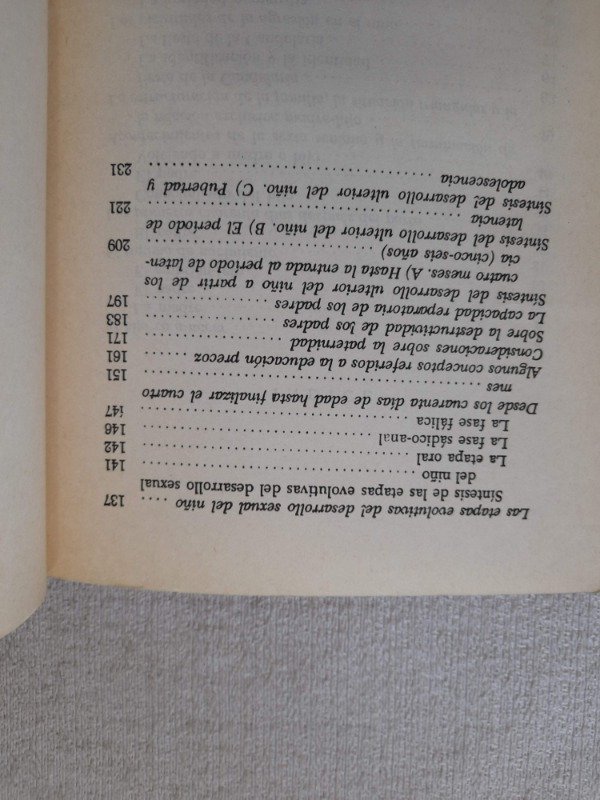 Las etapas evolutivas del desarrollo sexual del niño .... 137
Síntesis de las etapas evolutivas del desarrollo sexual
del niño .................................... 141
La etapa oral .................................... 142
La fase sádico-anal .................................... 146
La fase fálica .................................... 147
Desde los cuarenta días de edad hasta finalizar el cuarto
mes .................................... 151
Algunos conceptos referidos a la educación precoz ....... 161
Consideraciones sobre la paternidad .................... 171
Sobre la destructividad de los padres .................... 183
La capacidad reparatoria de los padres .................... 197
Síntesis del desarrollo ulterior del niño a partir de los
cuatro meses. A) Hasta la entrada al período de laten-
cia (cinco-seis años) .................................... 209
Síntesis del desarrollo ulterior del niño. B) El período de
latencia .................................... 221
Síntesis del desarrollo ulterior del niño. C) Pubertad y
adolescencia .................................... 231